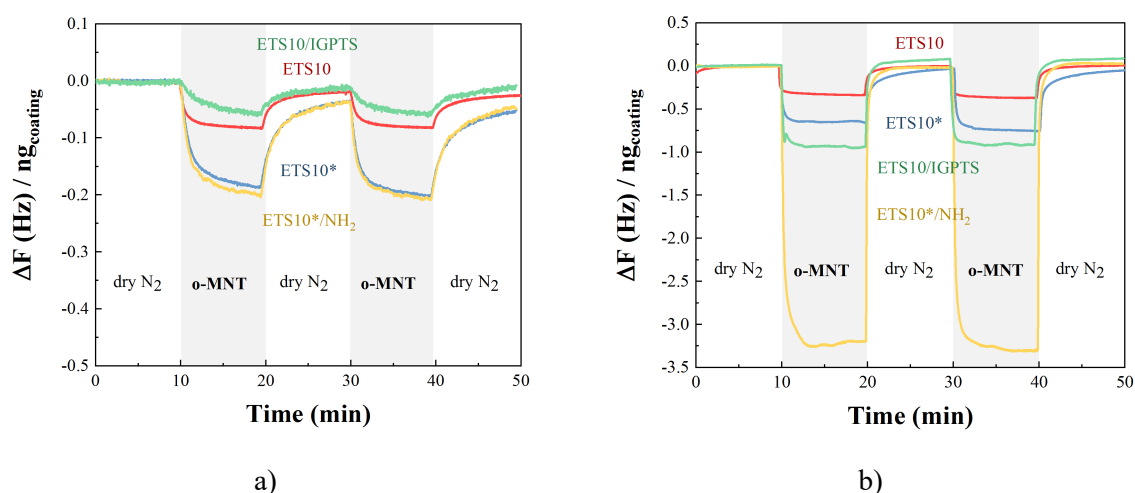 0.1
0.0
-0.1
-0.2
-0.3
-0.4
-0.5
ΔF (Hz) / ng_coating
ETS10/IGPTS
ETS10
ETS10*
ETS10*/NH₂
dry N₂ o-MNT dry N₂ o-MNT dry N₂
0 10 20 30 40 50
Time (min)
a)
0.5
0.0
-0.5
-1.0
-1.5
-2.0
-2.5
-3.0
-3.5
ΔF (Hz) / ng_coating
ETS10
ETS10*
ETS10/IGPTS
ETS10*/NH₂
dry N₂ o-MNT dry N₂ o-MNT dry N₂
0 10 20 30 40 50
Time (min)
b)